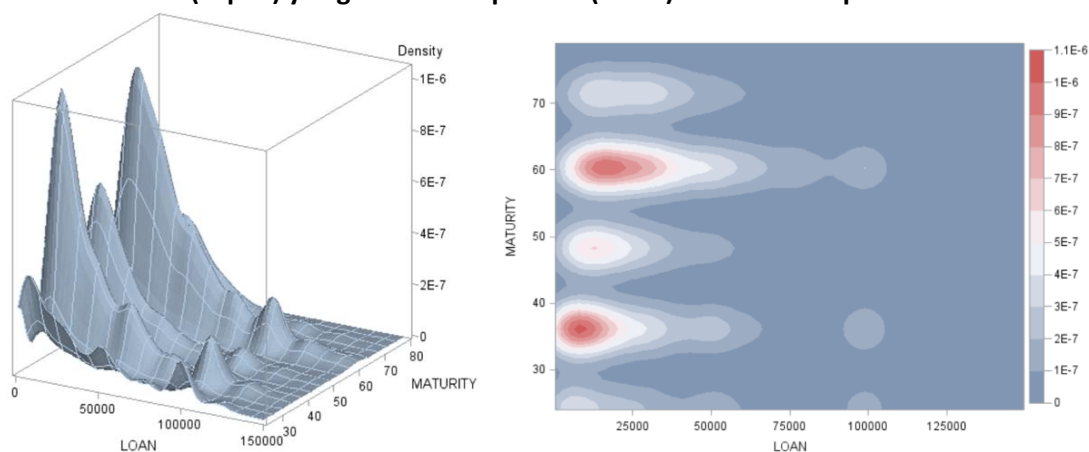 Density
1E-6
8E-7
6E-7
4E-7
2E-7
0
80
70
60
50
40
30
MATURITY
0
50000
100000
150000
LOAN
70
60
50
40
30
MATURITY
25000
50000
75000
100000
125000
LOAN
1.1E-6
1E-6
9E-7
8E-7
7E-7
6E-7
5E-7
4E-7
3E-7
2E-7
1E-7
0